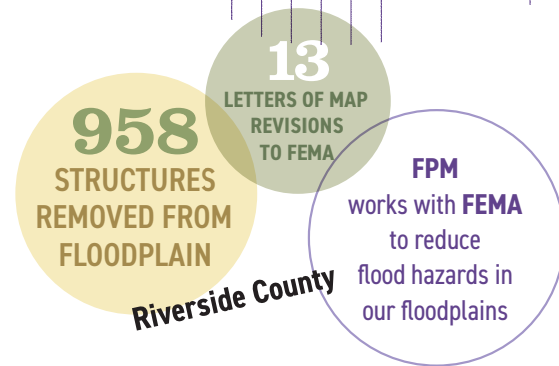 13
LETTERS OF MAP
REVISIONS
TO FEMA
958
STRUCTURES
REMOVED FROM
FLOODPLAIN
FPM
works with FEMA
to reduce
flood hazards in
our floodplains
Riverside County